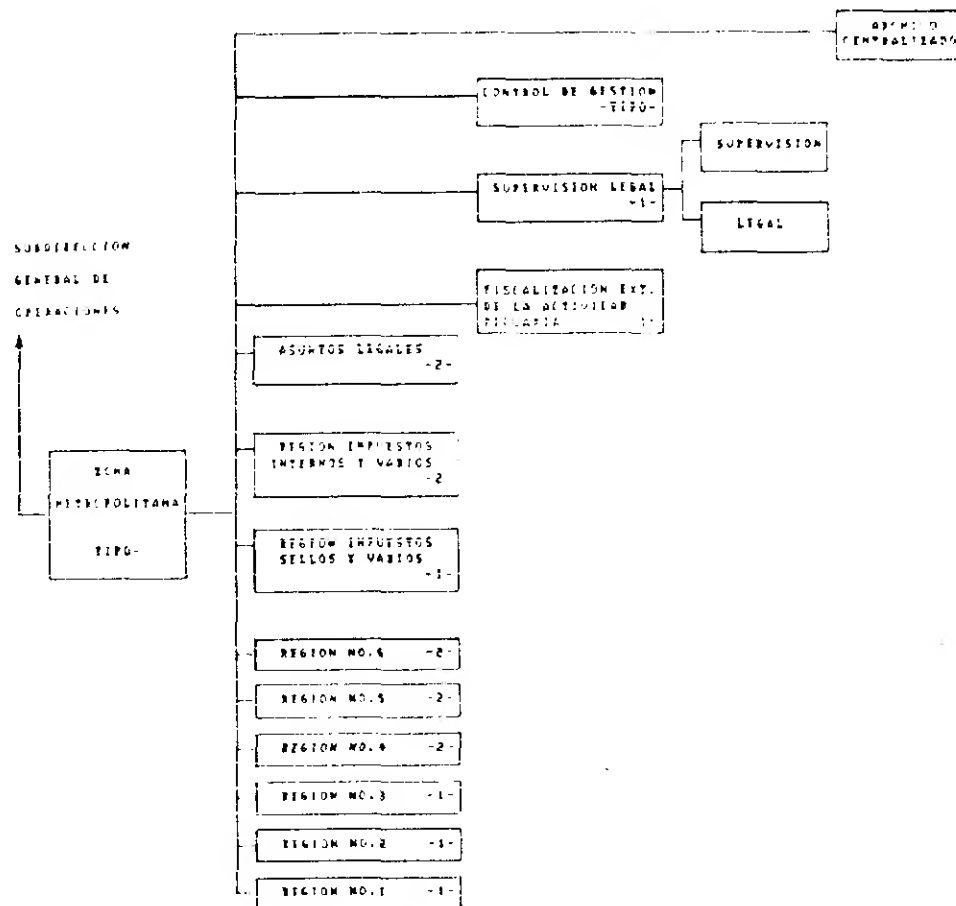 ARCHIVO
CENTRALIZADO
CONTROL DE GESTION
-TIPO-
SUPERVISION
SUPERVISION LEGAL
-1-
LEGAL
SUBDIRECCION
GENERAL DE
OPERACIONES
FISCALIZACION EXT.
DE LA ACTIVIDAD
ASUNTOS LEGALES
-2-
REGION IMPUESTOS
INTERNOS Y VARIOS
-2
ZONA
METROPOLITANA
TIPO-
REGION IMPUESTOS
SELLOS Y VARIOS
-1-
REGION NO.6 -2-
REGION NO.5 -2-
REGION NO.4 -2-
REGION NO.3 -1-
REGION NO.2 -1-
REGION NO.1 -1-